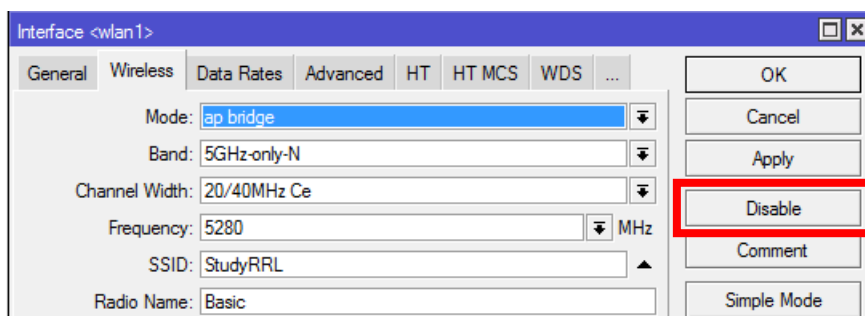 Interface <wlan1>
General Wireless Data Rates Advanced HT HT MCS WDS ...
OK
Mode: ap bridge
Cancel
Band: 5GHz-only-N
Apply
Channel Width: 20/40MHz Ce
Disable
Frequency: 5280 MHz
Comment
SSID: StudyRRL
Radio Name: Basic
Simple Mode